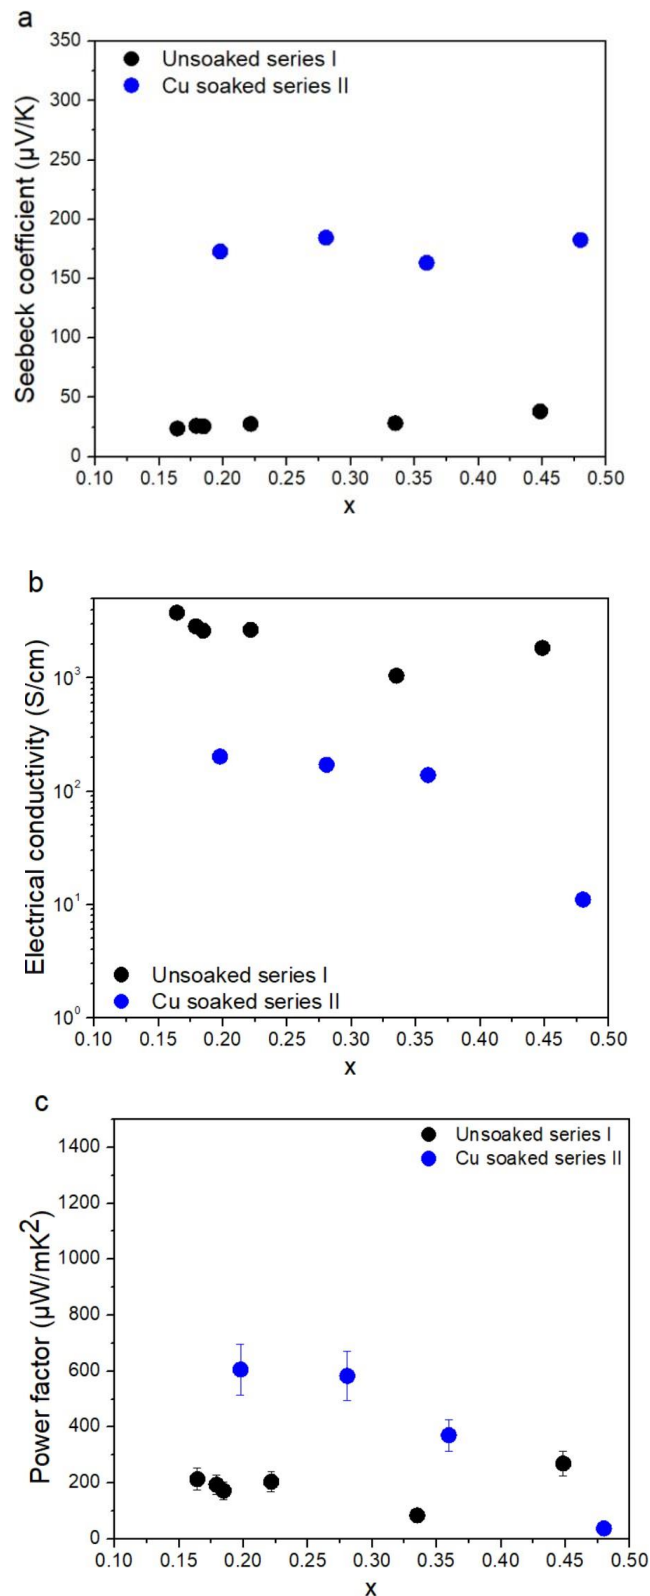 a
350
300
250
200
150
100
50
0
Seebeck coefficient (µV/K)
Unsoaked series I
Cu soaked series II
0.10 0.15 0.20 0.25 0.30 0.35 0.40 0.45 0.50
x
b
10³
10²
10¹
10⁰
Electrical conductivity (S/cm)
Unsoaked series I
Cu soaked series II
0.10 0.15 0.20 0.25 0.30 0.35 0.40 0.45 0.50
x
c
1400
1200
1000
800
600
400
200
0
Power factor (µW/mK²)
Unsoaked series I
Cu soaked series II
0.10 0.15 0.20 0.25 0.30 0.35 0.40 0.45 0.50
x